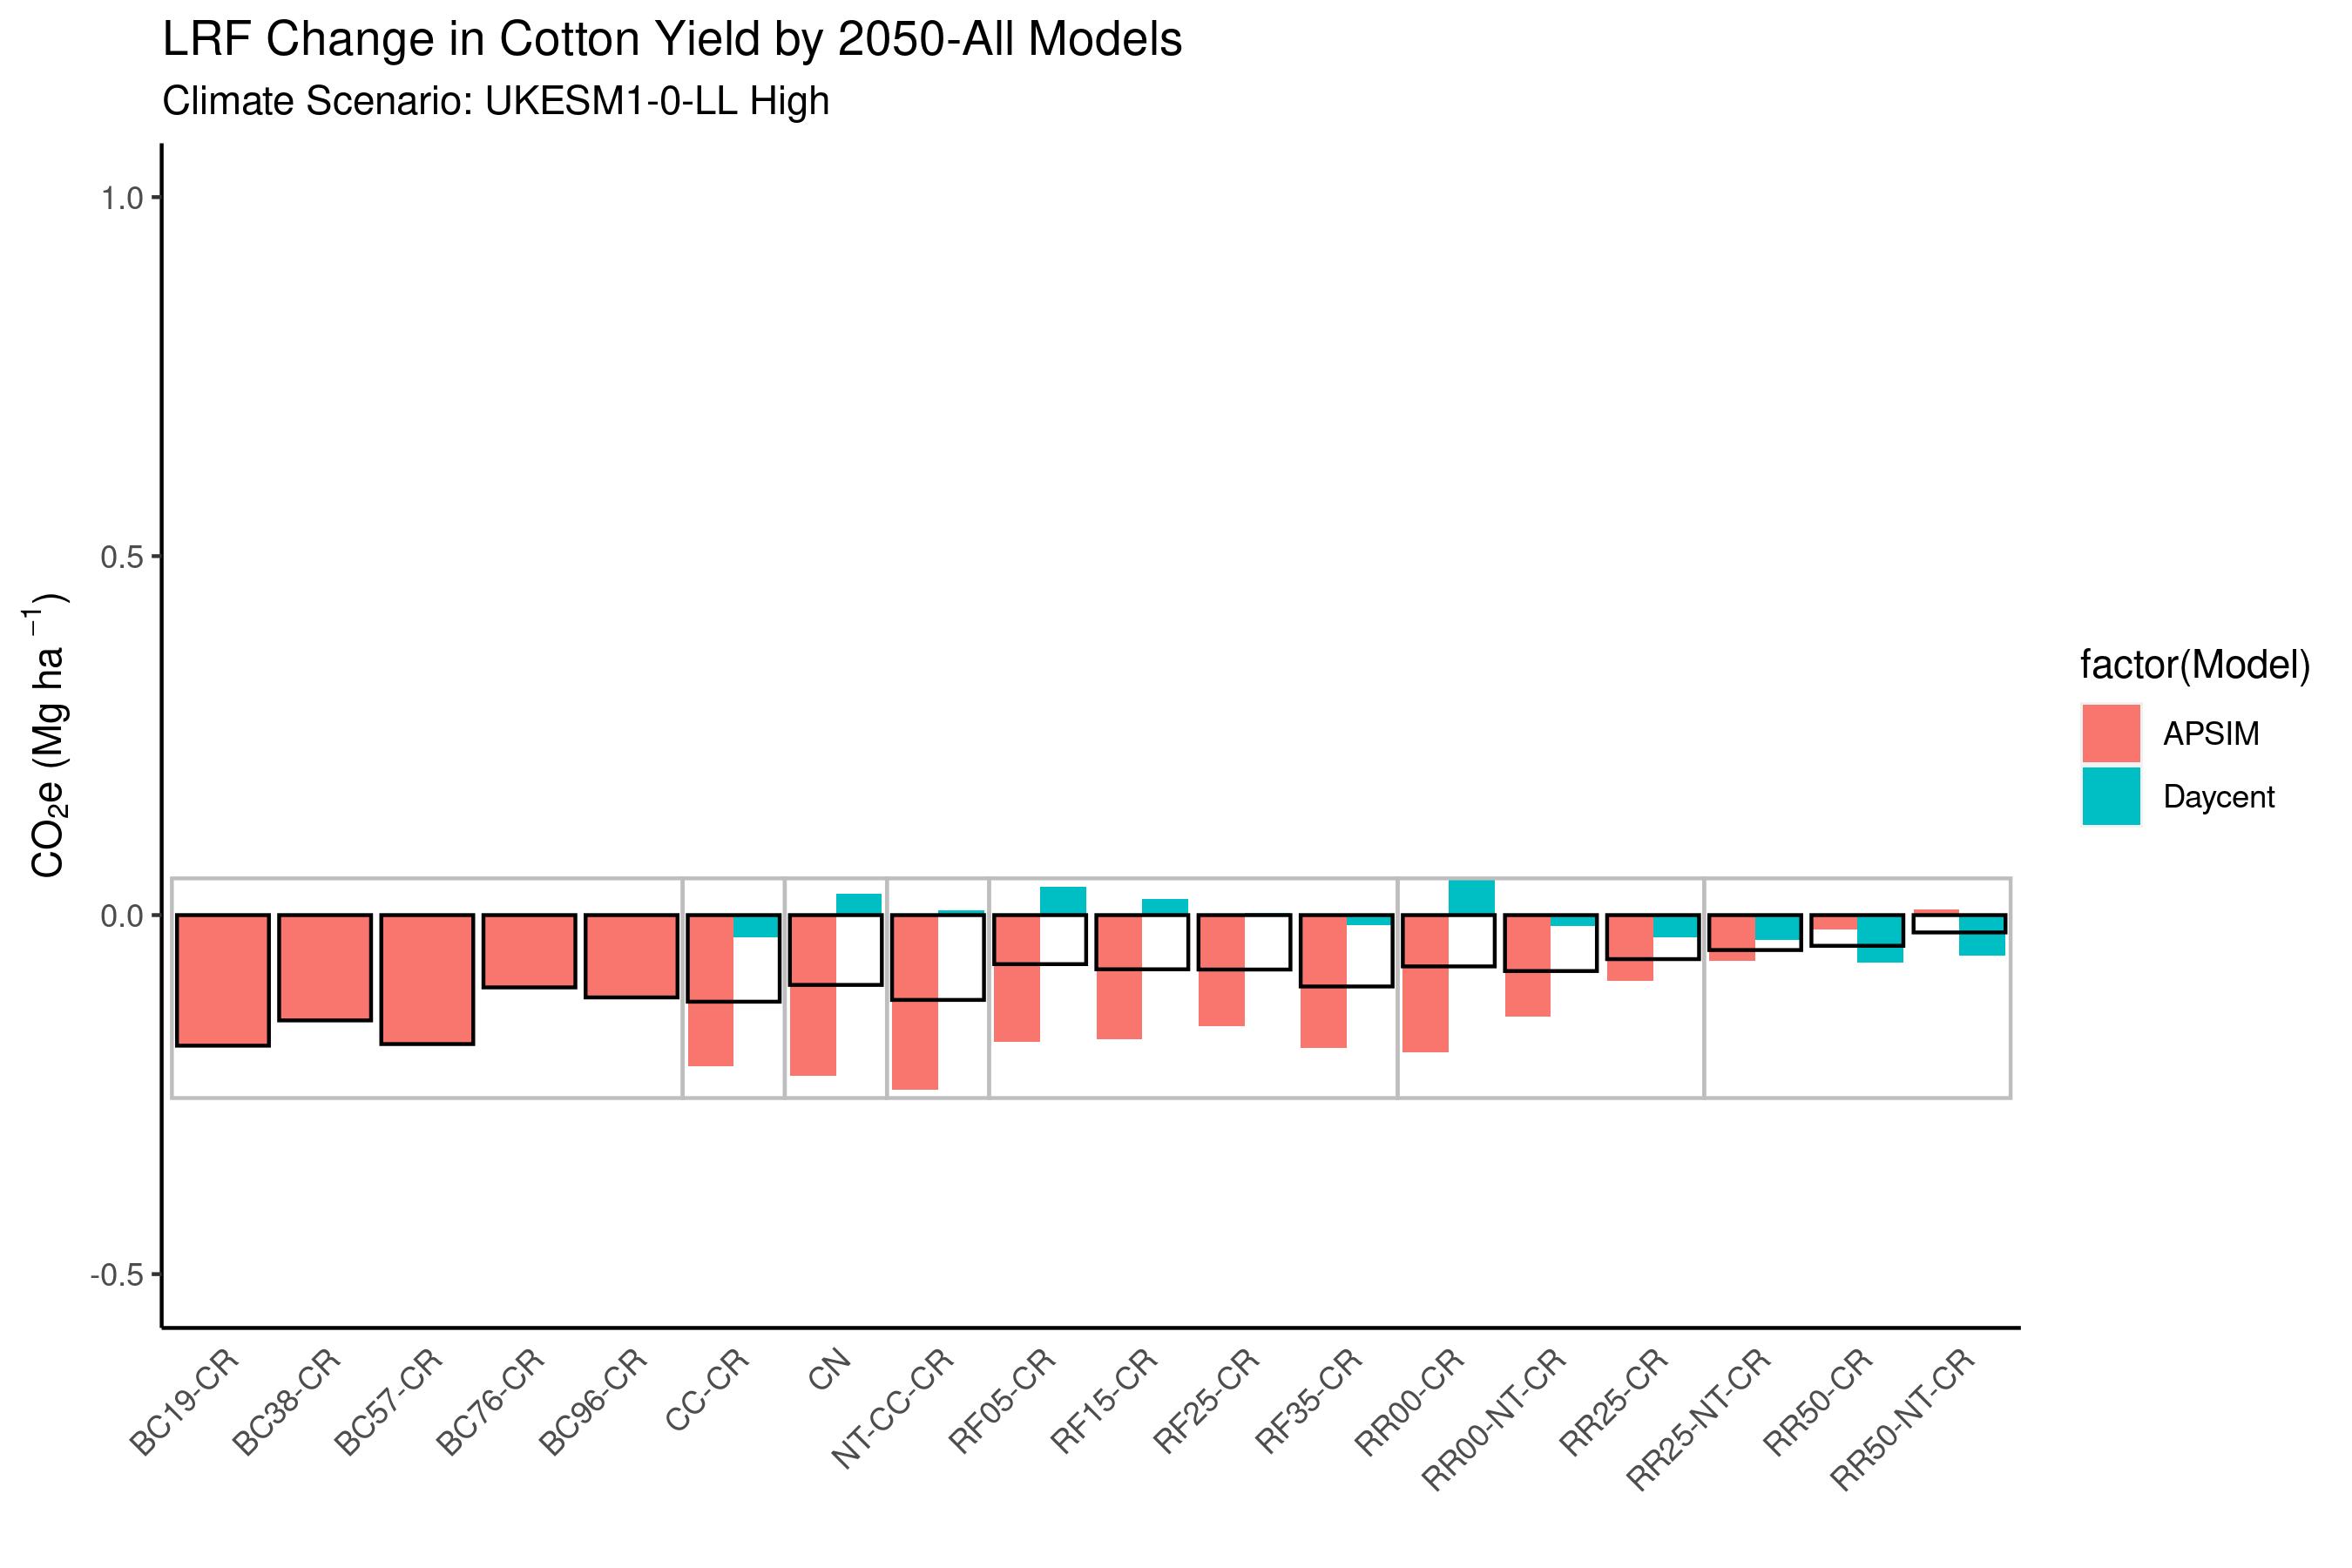 LRF Change in Cotton Yield by 2050-All Models
Climate Scenario: UKESM1-0-LL High
CO₂e (Mg ha ⁻¹)
1.0
0.5
0.0
-0.5
BC19-CR
BC38-CR
BC57-CR
BC76-CR
BC96-CR
CC-CR
CN
NT-CC-CR
RF05-CR
RF15-CR
RF25-CR
RF35-CR
RR00-CR
RR00-NT-CR
RR25-CR
RR25-NT-CR
RR50-CR
RR50-NT-CR
factor(Model)
APSIM
Daycent